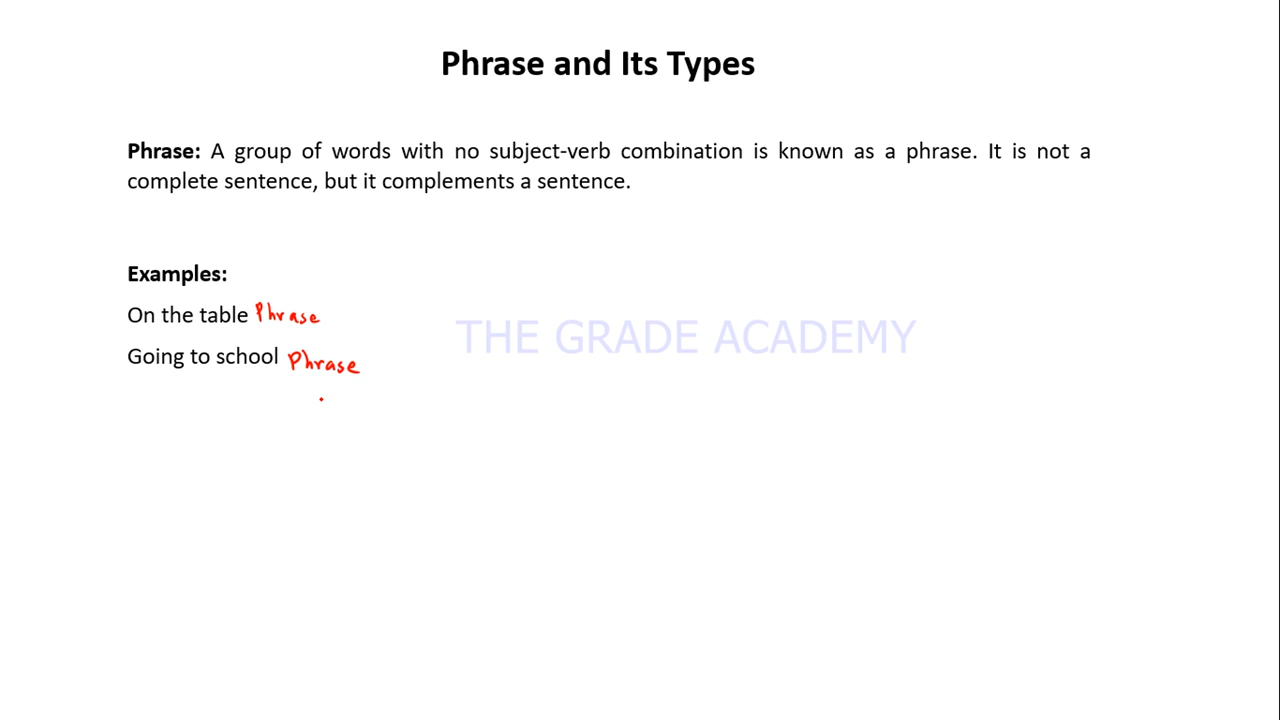 Phrase and Its Types
Phrase: A group of words with no subject-verb combination is known as a phrase. It is not a
complete sentence, but it complements a sentence.
Examples:
On the table Phrase
THE GRADE ACADEMY
Going to school Phrase